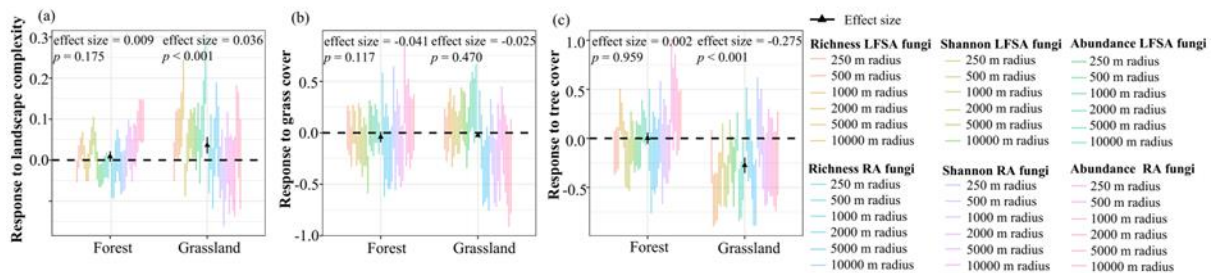 (a)
effect size = 0.009 effect size = 0.036
p = 0.175 p < 0.001
Response to landscape complexity
0.3
0.2
0.1
0.0
Forest Grassland
(b)
effect size = -0.041 effect size = -0.025
p = 0.117 p = 0.470
Response to grass cover
0.5
0.0
-0.5
-1.0
Forest Grassland
(c)
effect size = 0.002 effect size = -0.275
p = 0.959 p < 0.001
Response to tree cover
1.0
0.5
0.0
-0.5
Forest Grassland
Effect size
Richness LFSA fungi
250 m radius
500 m radius
1000 m radius
2000 m radius
5000 m radius
10000 m radius
Shannon LFSA fungi
250 m radius
500 m radius
1000 m radius
2000 m radius
5000 m radius
10000 m radius
Abundance LFSA fungi
250 m radius
500 m radius
1000 m radius
2000 m radius
5000 m radius
10000 m radius
Richness RA fungi
250 m radius
500 m radius
1000 m radius
2000 m radius
5000 m radius
10000 m radius
Shannon RA fungi
250 m radius
500 m radius
1000 m radius
2000 m radius
5000 m radius
10000 m radius
Abundance RA fungi
250 m radius
500 m radius
1000 m radius
2000 m radius
5000 m radius
10000 m radius